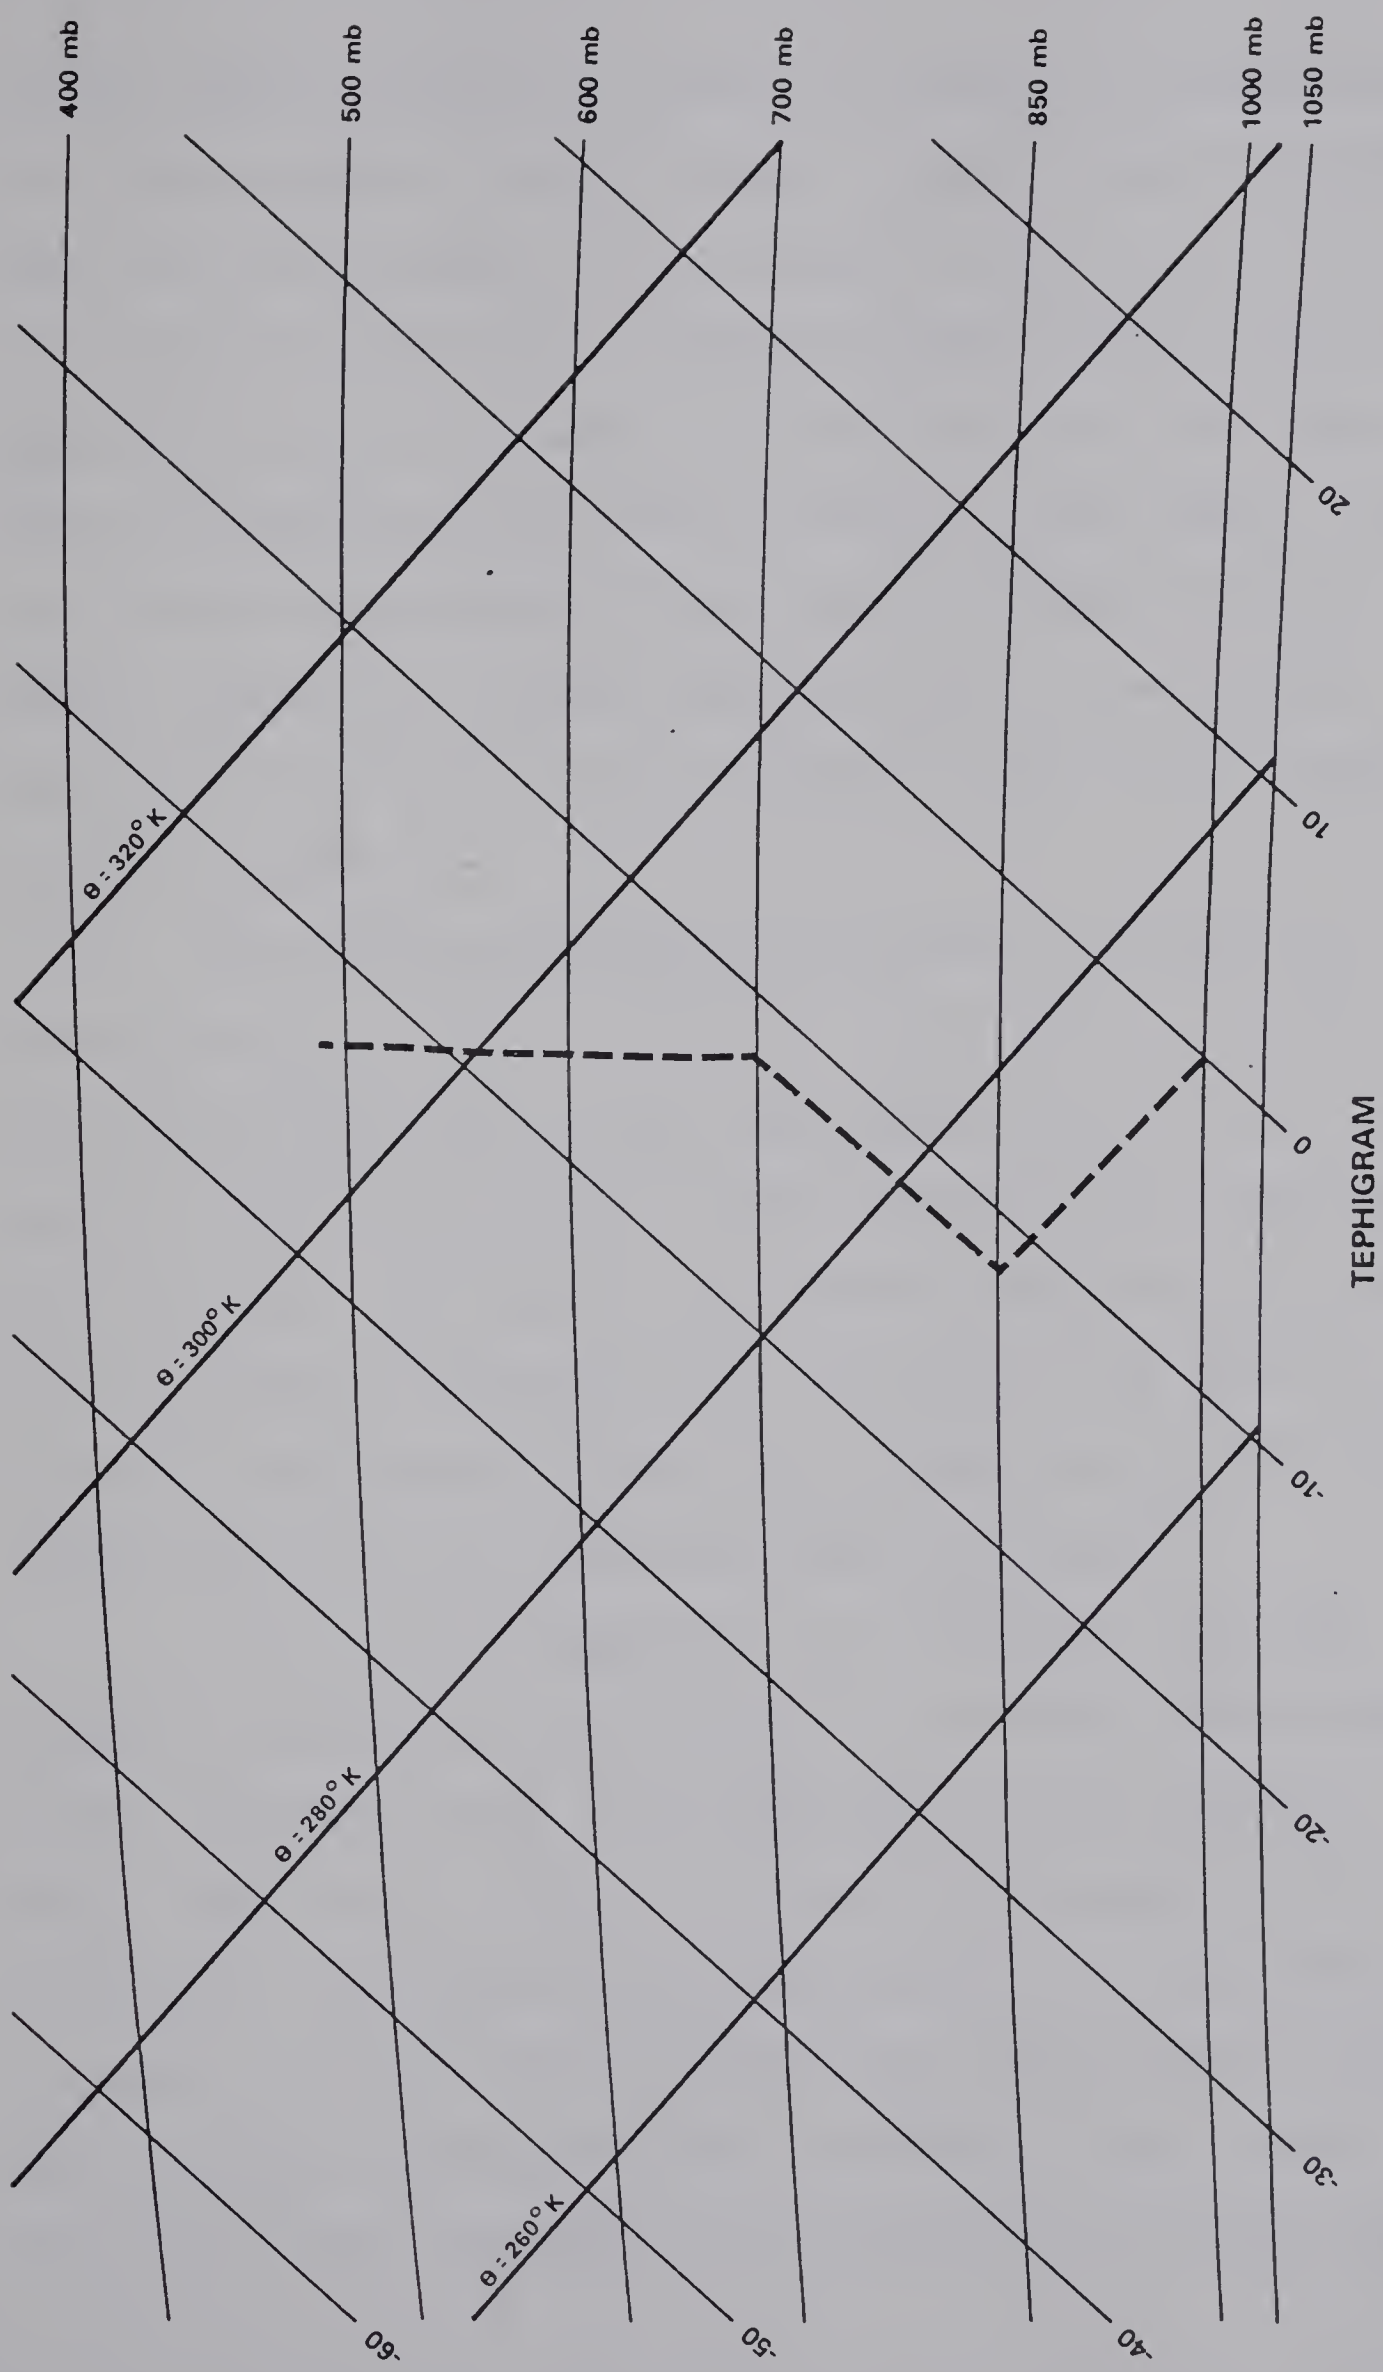 400 mb
500 mb
600 mb
700 mb
850 mb
1000 mb
1050 mb
θ = 320° K
θ = 300° K
θ = 280° K
θ = 260° K
20
10
0
-10
-20
-30
-40
-50
-60
TEPHIGRAM